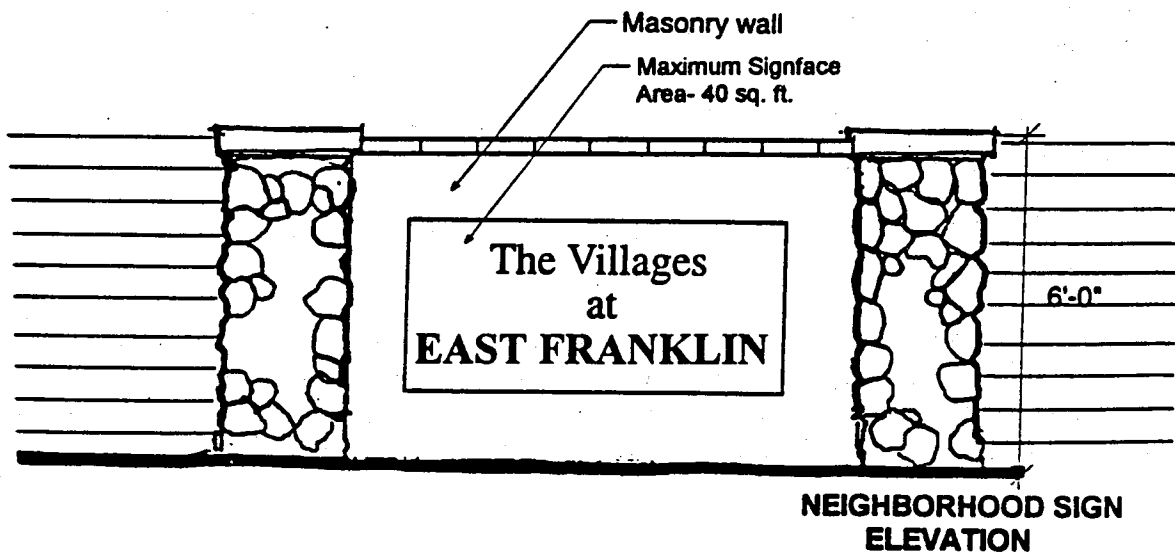 Masonry wall
Maximum Signface
Area- 40 sq. ft.
The Villages
at
EAST FRANKLIN
6'-0"
NEIGHBORHOOD SIGN
ELEVATION